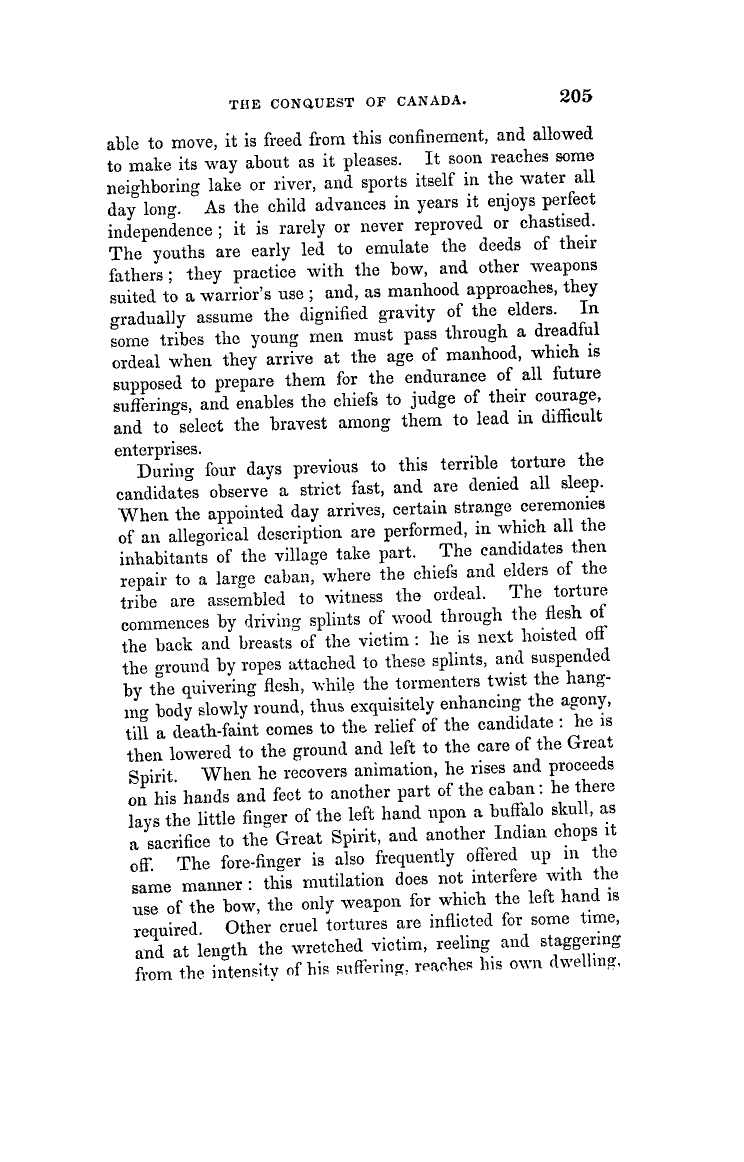 THE CONQUEST OF CANADA. 205
able to move, it is freed from this confinement, and allowed
to make its way about as it pleases. It soon reaches some
neighboring lake or river, and sports itself in the water all
day long. As the child advances in years it enjoys perfect
independence; it is rarely or never reproved or chastised.
The youths are early led to emulate the deeds of their
fathers; they practice with the bow, and other weapons
suited to a warrior's use; and, as manhood approaches, they
gradually assume the dignified gravity of the elders. In
some tribes the young men must pass through a dreadful
ordeal when they arrive at the age of manhood, which is
supposed to prepare them for the endurance of all future
sufferings, and enables the chiefs to judge of their courage,
and to select the bravest among them to lead in difficult
enterprises.
During four days previous to this terrible torture the
candidates observe a strict fast, and are denied all sleep.
When the appointed day arrives, certain strange ceremonies
of an allegorical description are performed, in which all the
inhabitants of the village take part. The candidates then
repair to a large caban, where the chiefs and elders of the
tribe are assembled to witness the ordeal. The torture
commences by driving splints of wood through the flesh of
the back and breasts of the victim: he is next hoisted off
the ground by ropes attached to these splints, and suspended
by the quivering flesh, while the tormenters twist the hang-
ing body slowly round, thus exquisitely enhancing the agony,
till a death-faint comes to the relief of the candidate: he is
then lowered to the ground and left to the care of the Great
Spirit. When he recovers animation, he rises and proceeds
on his hands and feet to another part of the caban: he there
lays the little finger of the left hand upon a buffalo skull, as
a sacrifice to the Great Spirit, and another Indian chops it
off. The fore-finger is also frequently offered up in the
same manner: this mutilation does not interfere with the
use of the bow, the only weapon for which the left hand is
required. Other cruel tortures are inflicted for some time,
and at length the wretched victim, reeling and staggering
from the intensity of his suffering, reaches his own dwelling,